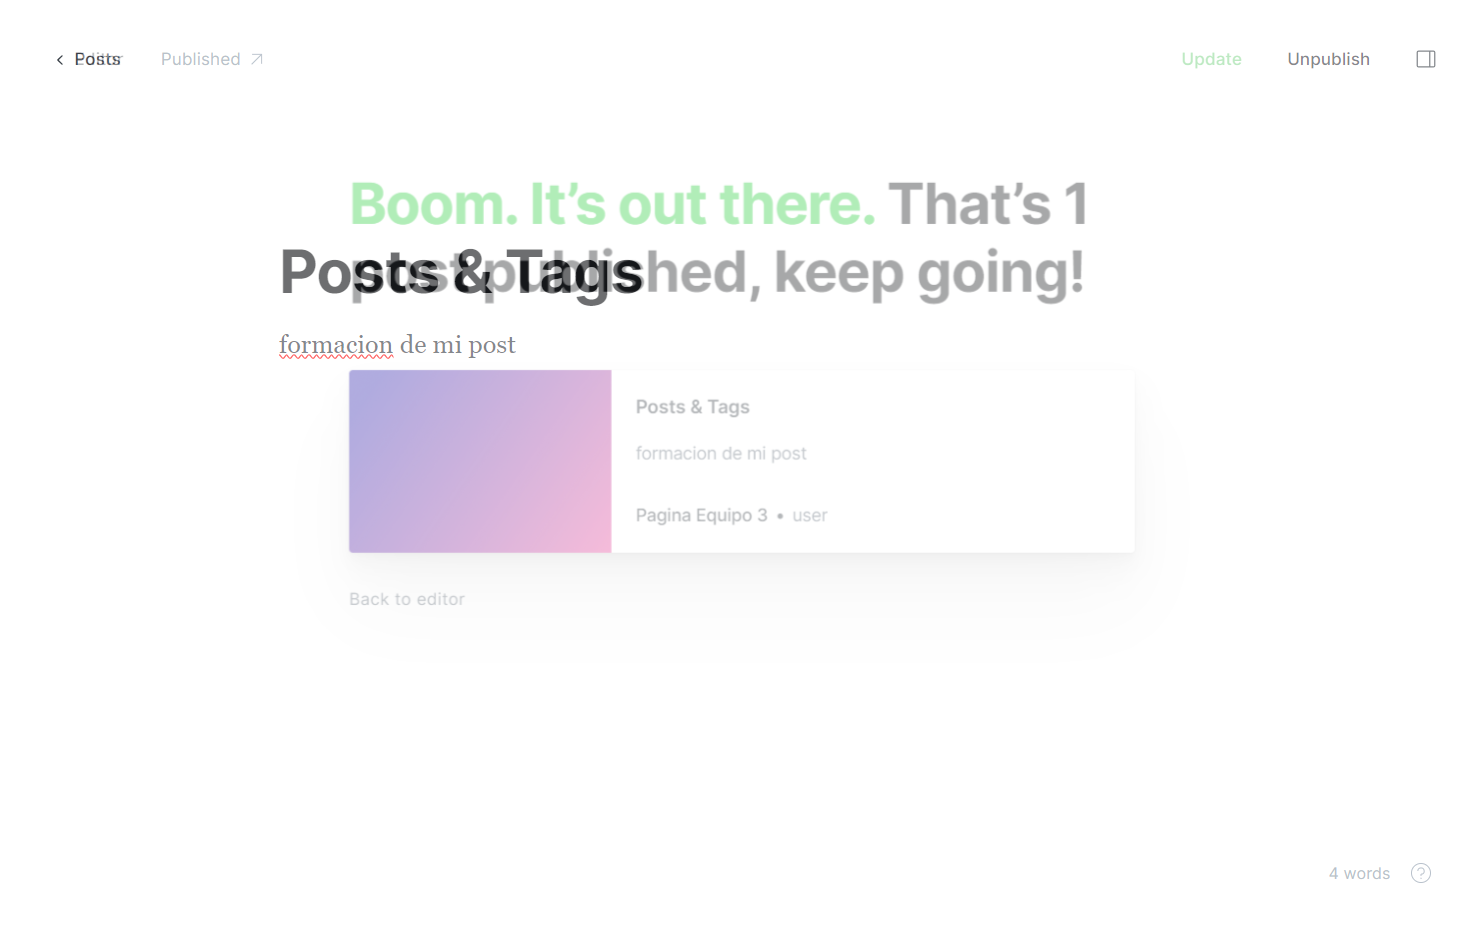 Posts
Editor
Published
Update
Unpublish
Boom. It’s out there. That’s 1
post published, keep going!
Posts & Tags
formacion de mi post
Posts & Tags
formacion de mi post
Pagina Equipo 3 • user
Back to editor
4 words
?